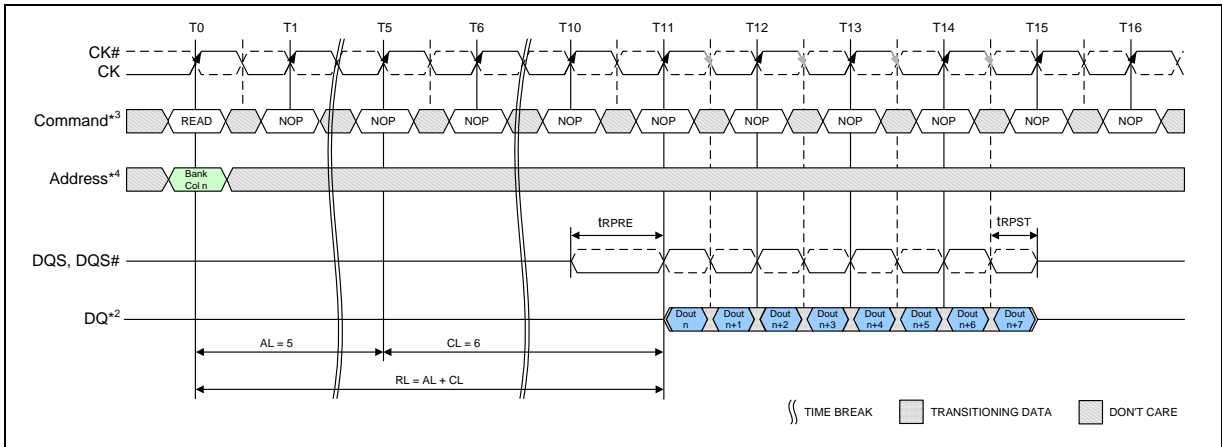 T0 T1 T5 T6 T10 T11 T12 T13 T14 T15 T16
CK#
CK
Command*3 READ NOP NOP NOP NOP NOP NOP NOP NOP NOP NOP
Address*4 Bank
Col n
tRPRE tRPST
DQS, DQS#
DQ*2 Dout
n Dout
n+1 Dout
n+2 Dout
n+3 Dout
n+4 Dout
n+5 Dout
n+6 Dout
n+7
AL = 5 CL = 6
RL = AL + CL
TIME BREAK TRANSITIONING DATA DON'T CARE